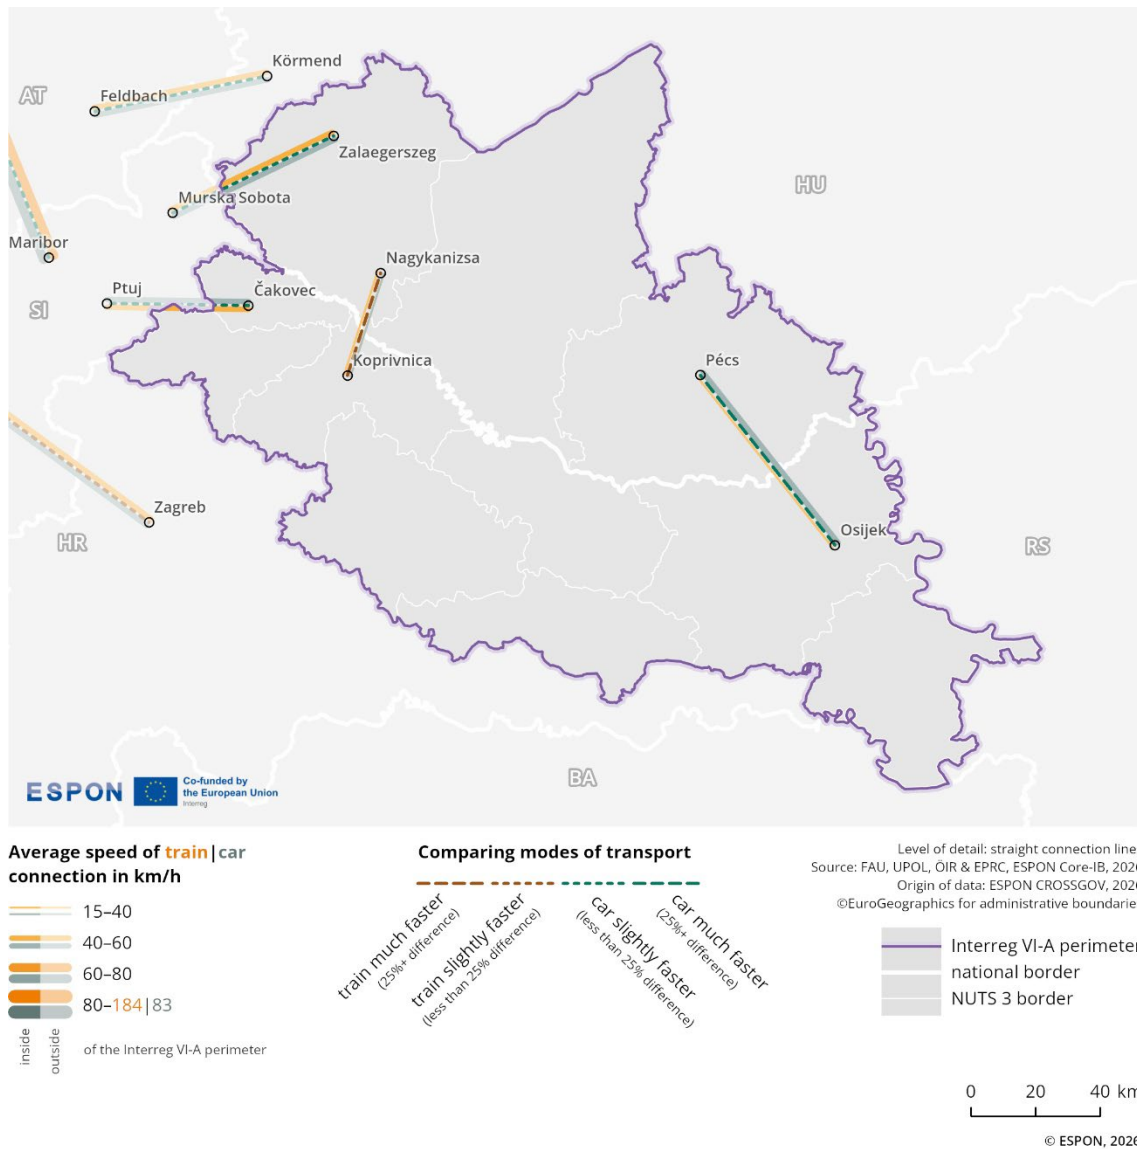 Körmend
AT
Feldbach
Zalaegerszeg
HU
Murska Sobota
Maribor
Nagykanizsa
Ptuj
Čakovec
SI
Koprivnica
Pécs
Zagreb
HR
Osijek
RS
BA
ESPON
Co-funded by
the European Union
Interreg
Average speed of train|car
connection in km/h
15–40
40–60
60–80
80–184|83
inside
outside
of the Interreg VI-A perimeter
Comparing modes of transport
train much faster
(25%+ difference)
train slightly faster
(less than 25% difference)
car slightly faster
(less than 25% difference)
car much faster
(25%+ difference)
Level of detail: straight connection line
Source: FAU, UPOL, ÖIR & EPRC, ESPON Core-IB, 2026
Origin of data: ESPON CROSSGOV, 2026
©EuroGeographics for administrative boundarie
Interreg VI-A perimeter
national border
NUTS 3 border
0 20 40 km
© ESPON, 2026